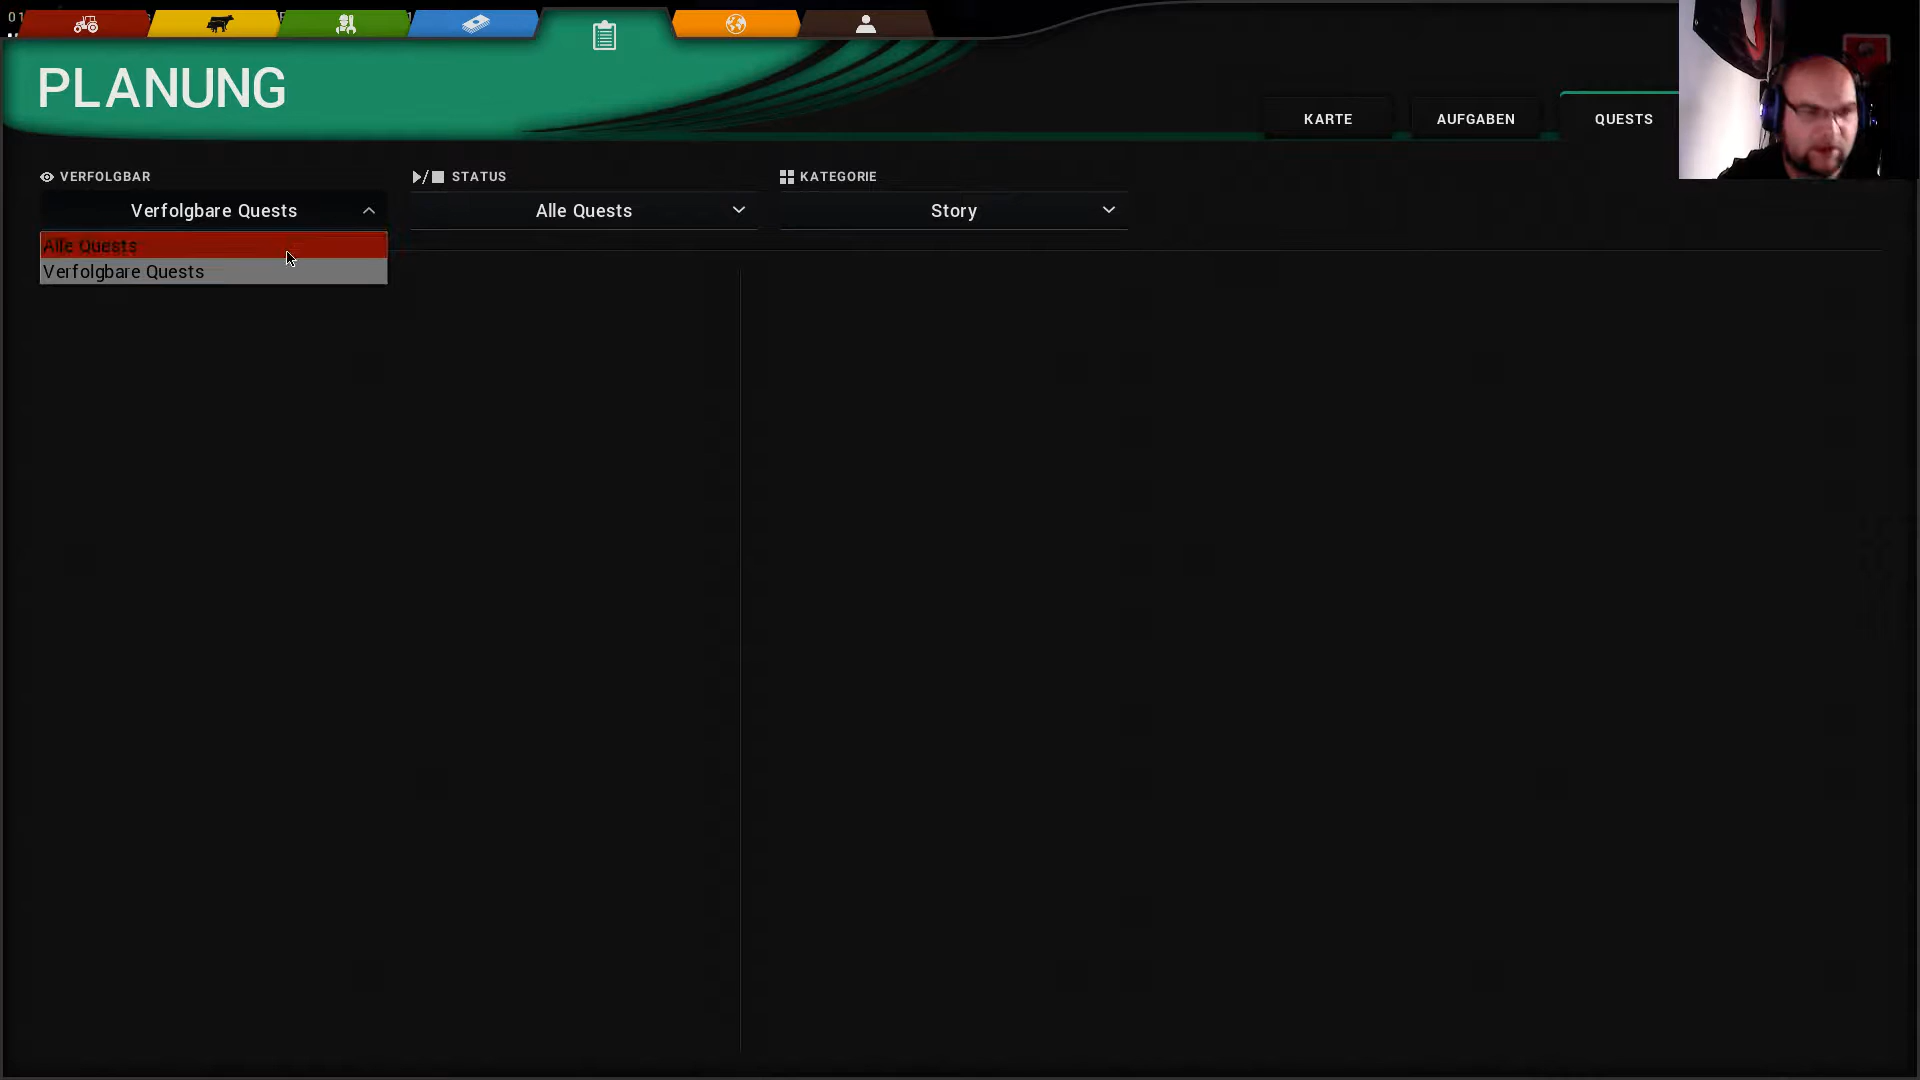 PLANUNG
KARTE
AUFGABEN
QUESTS
VERFOLGBAR
STATUS
KATEGORIE
Verfolgbare Quests
Alle Quests
Story
Alle Quests
Verfolgbare Quests